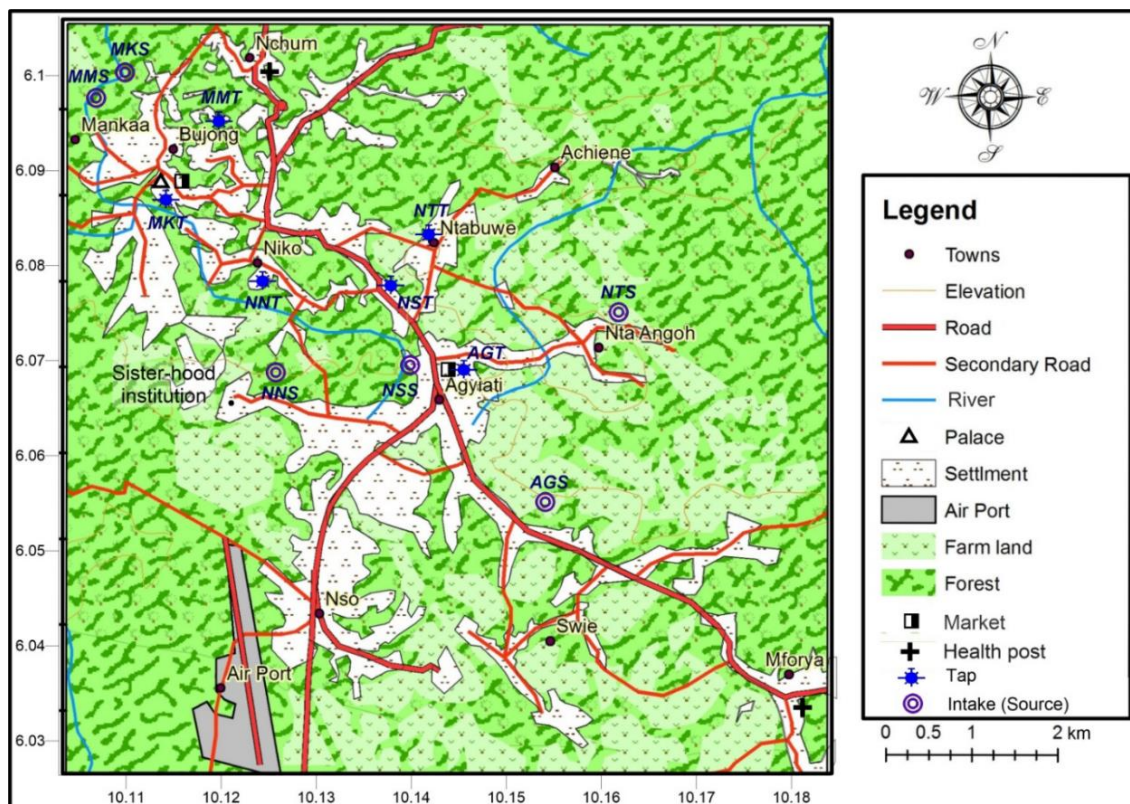 MKS
Nchum
6.1
MMS
MMT
Mankaa
Bujong
6.09
Achiene
MKT
NTT
Ntabuwe
6.08
Niko
NNT
NST
NTS
Nta Angoh
6.07
AGT
Sister-hood
institution
NNS
NSS
Agyiati
6.06
AGS
6.05
Nso
6.04
Swie
Air Port
Mforya
6.03
10.11
10.12
10.13
10.14
10.15
10.16
10.17
10.18
N
W
E
S
Legend
Towns
Elevation
Road
Secondary Road
River
Palace
Settlment
Air Port
Farm land
Forest
Market
Health post
Tap
Intake (Source)
0 0.5 1 2 km